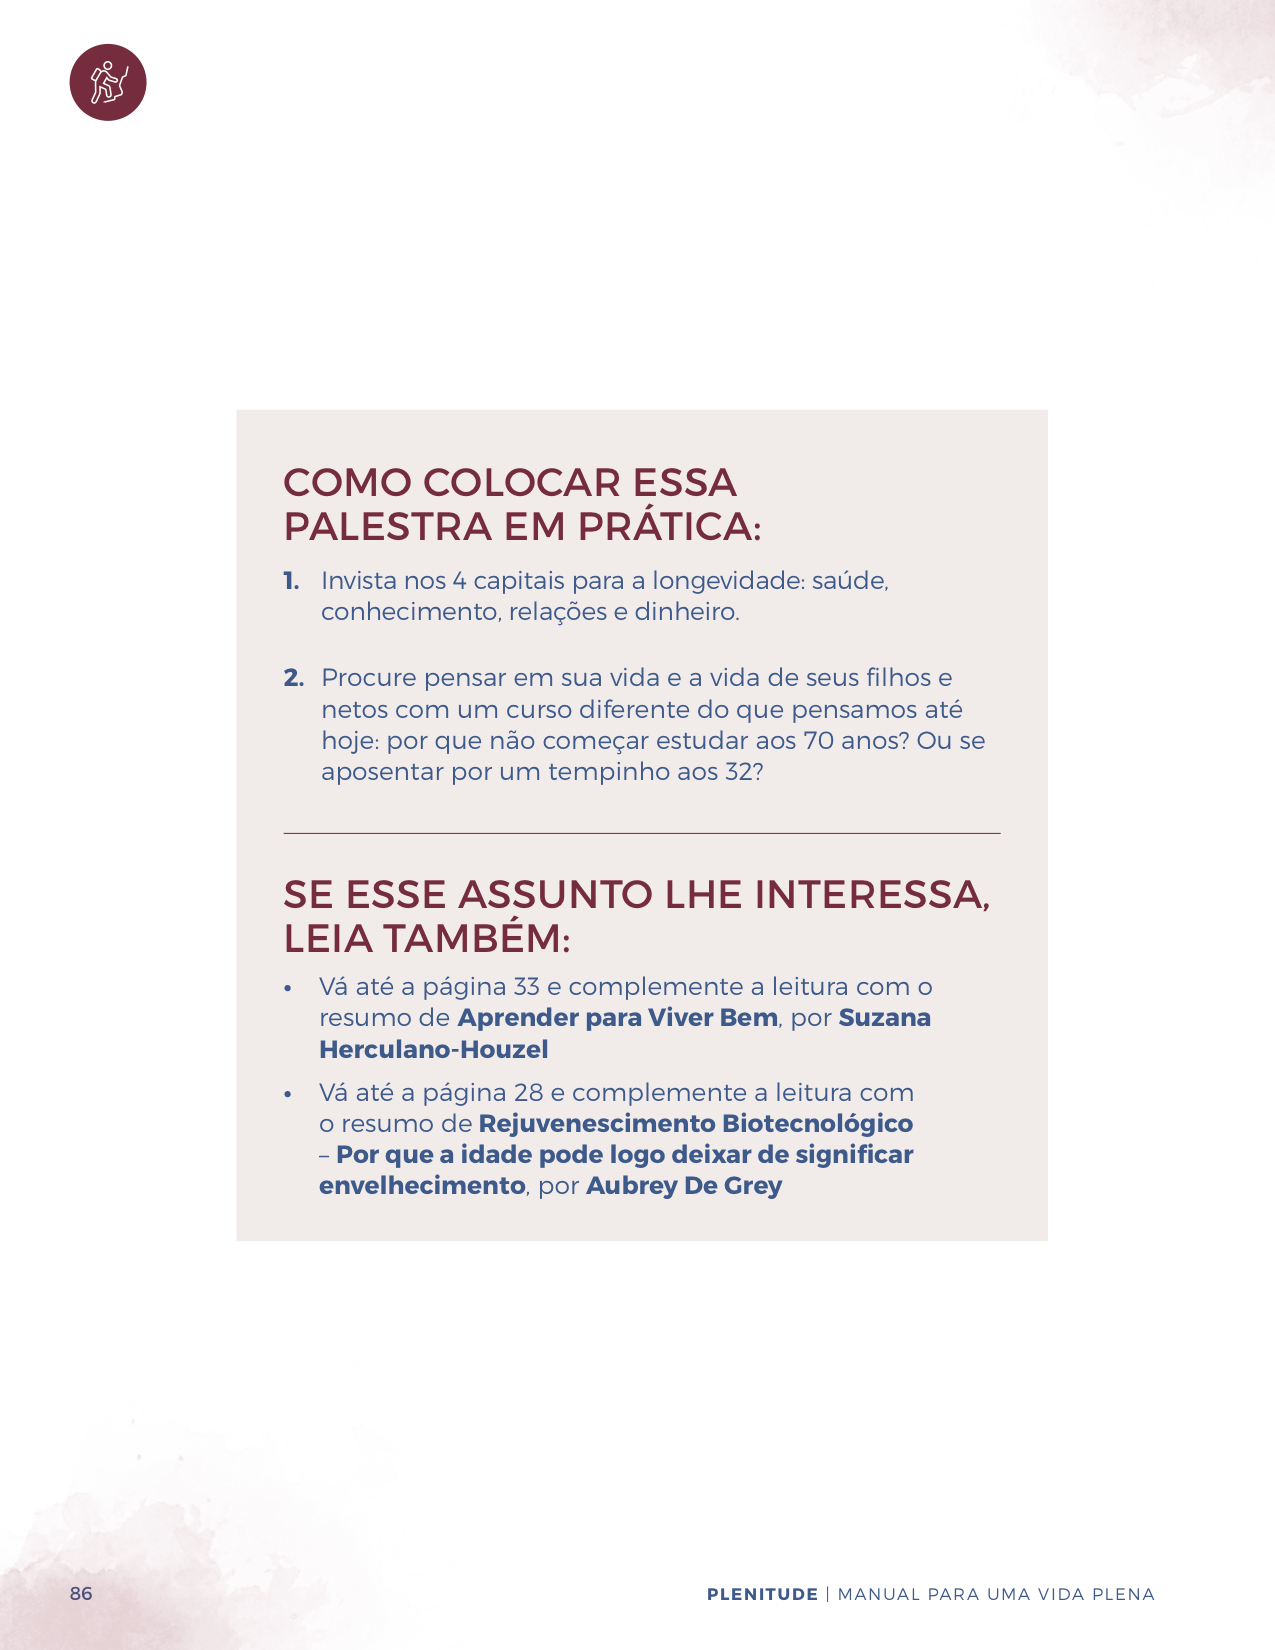 COMO COLOCAR ESSA
PALESTRA EM PRÁTICA:
1. Invista nos 4 capitais para a longevidade: saúde,
conhecimento, relações e dinheiro.
2. Procure pensar em sua vida e a vida de seus filhos e
netos com um curso diferente do que pensamos até
hoje: por que não começar estudar aos 70 anos? Ou se
aposentar por um tempinho aos 32?
SE ESSE ASSUNTO LHE INTERESSA,
LEIA TAMBÉM:
• Vá até a página 33 e complemente a leitura com o
resumo de Aprender para Viver Bem, por Suzana
Herculano-Houzel
• Vá até a página 28 e complemente a leitura com
o resumo de Rejuvenescimento Biotecnológico
– Por que a idade pode logo deixar de significar
envelhecimento, por Aubrey De Grey
86
PLENITUDE | MANUAL PARA UMA VIDA PLENA